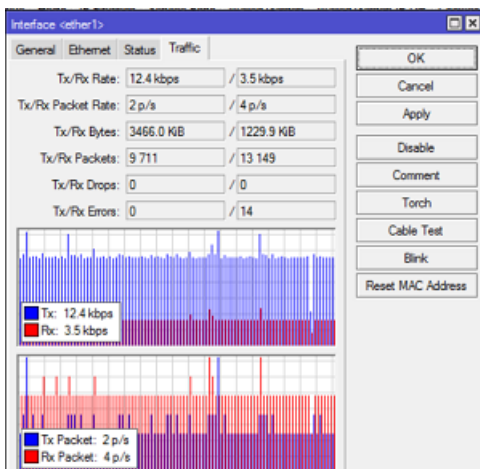 Interface <ether1>
General Ethernet Status Traffic
Tx/Rx Rate: 12.4 kbps / 3.5 kbps
Tx/Rx Packet Rate: 2 p/s / 4 p/s
Tx/Rx Bytes: 3466.0 KiB / 1229.9 KiB
Tx/Rx Packets: 9 711 / 13 149
Tx/Rx Drops: 0 / 0
Tx/Rx Errors: 0 / 14
Tx: 12.4 kbps
Rx: 3.5 kbps
Tx Packet: 2 p/s
Rx Packet: 4 p/s
OK
Cancel
Apply
Disable
Comment
Torch
Cable Test
Blink
Reset MAC Address